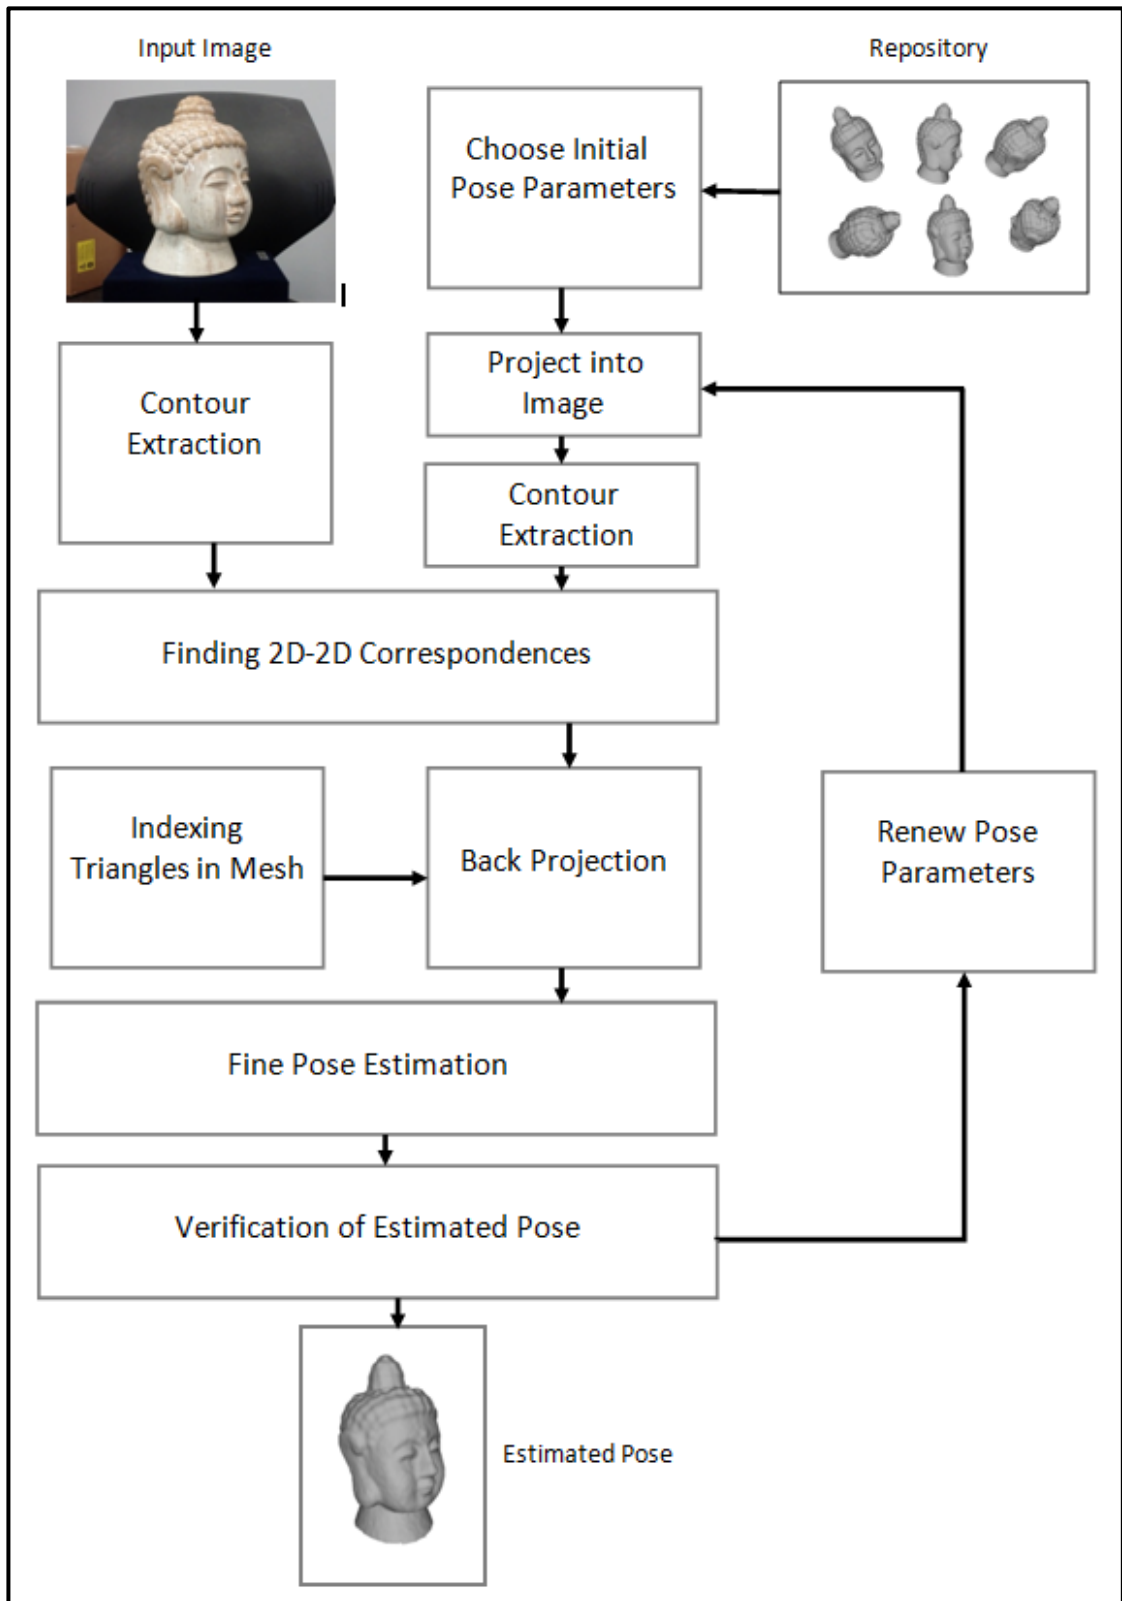 Input Image
Repository
Choose Initial
Pose Parameters
Project into
Image
Contour
Extraction
Contour
Extraction
Finding 2D-2D Correspondences
Indexing
Triangles in Mesh
Back Projection
Renew Pose
Parameters
Fine Pose Estimation
Verification of Estimated Pose
Estimated Pose